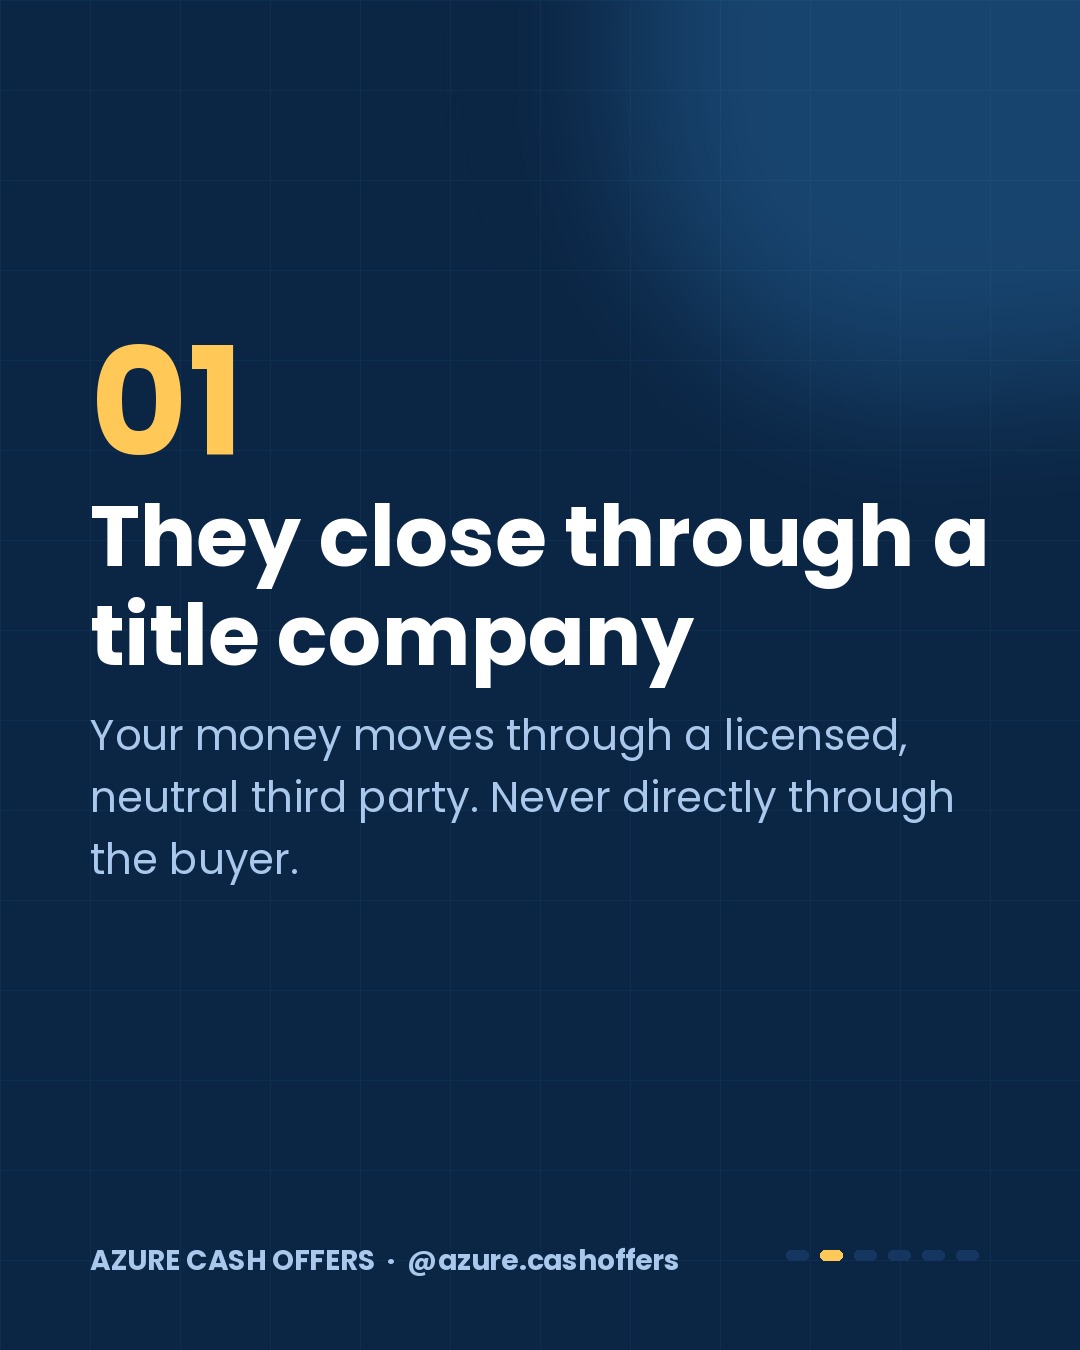 01
They close through a
title company
Your money moves through a licensed,
neutral third party. Never directly through
the buyer.
AZURE CASH OFFERS · @azure.cashoffers